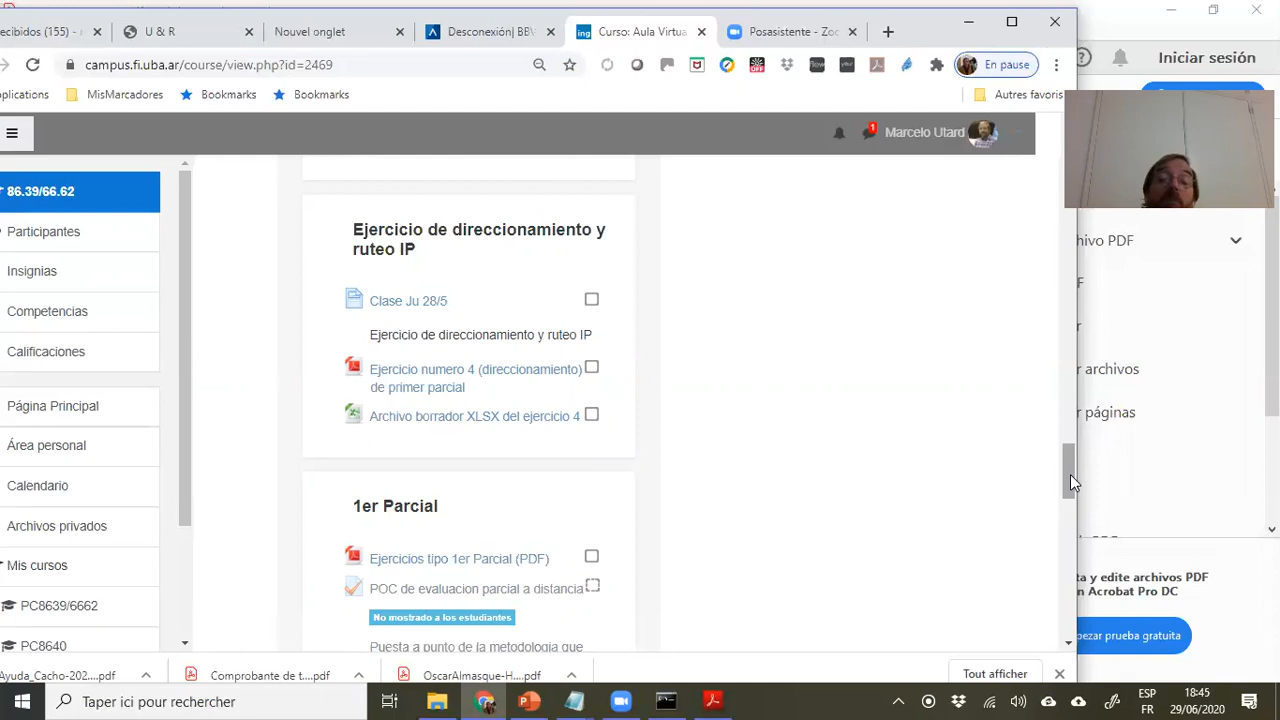 ecibidos (155) -
U & R
Nouvel onglet
Desconexión| BBV
Curso: Aula Virtua
Posasistente - Zoo
campus.fi.uba.ar/course/view.php?id=2469
En pause
plications
MisMarcadores
Bookmarks
Bookmarks
Autres favoris
Iniciar sesión
1
Marcelo Utard
86.39/66.62
Participantes
Insignias
Competencias
Calificaciones
Página Principal
Área personal
Calendario
Archivos privados
Mis cursos
PC8639/6662
PC8640
Ejercicio de direccionamiento y
ruteo IP
Clase Ju 28/5
Ejercicio de direccionamiento y ruteo IP
Ejercicio numero 4 (direccionamiento)
de primer parcial
Archivo borrador XLSX del ejercicio 4
1er Parcial
Ejercicios tipo 1er Parcial (PDF)
POC de evaluacion parcial a distancia
No mostrado a los estudiantes
Puesta a punto de la metodologia que
hivo PDF
F
r
r archivos
r páginas
ta y edite archivos PDF
n Acrobat Pro DC
pezar prueba gratuita
Ayuda_Cacho-202....pdf
Comprobante de t....pdf
OscarAlmasque-H....pdf
Tout afficher
Taper ici pour rechercher
ESP
FR
18:45
29/06/2020